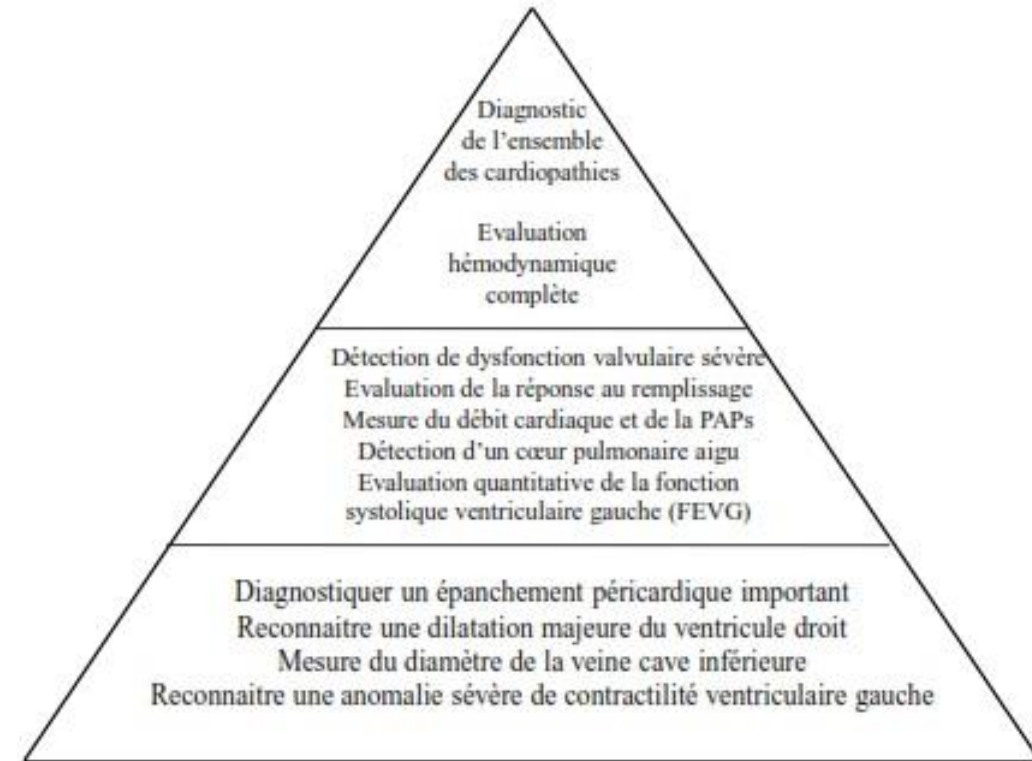 Diagnostic
de l’ensemble
des cardiopathies
Evaluation
hémodynamique
complète
Détection de dysfonction valvulaire sévère
Evaluation de la réponse au remplissage
Mesure du débit cardiaque et de la PAPs
Détection d’un cœur pulmonaire aigu
Evaluation quantitative de la fonction
systolique ventriculaire gauche (FEVG)
Diagnostiquer un épanchement péricardique important
Reconnaitre une dilatation majeure du ventricule droit
Mesure du diamètre de la veine cave inférieure
Reconnaitre une anomalie sévère de contractilité ventriculaire gauche